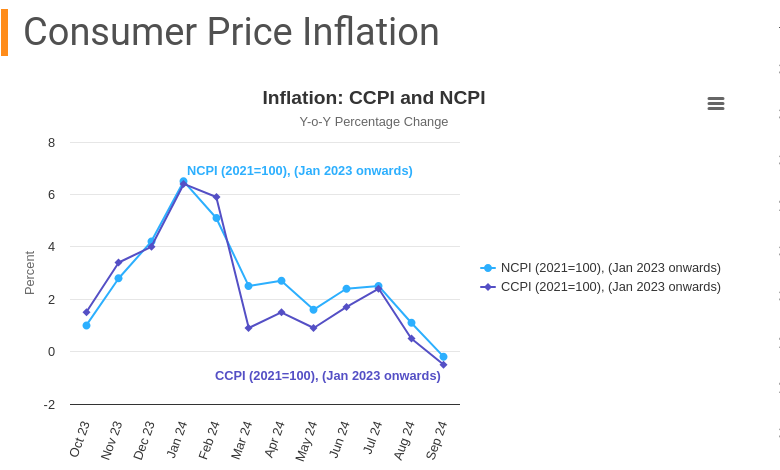 Consumer Price Inflation
Inflation: CCPI and NCPI
Y-o-Y Percentage Change
Percent
8
6
4
2
0
-2
NCPI (2021=100), (Jan 2023 onwards)
CCPI (2021=100), (Jan 2023 onwards)
NCPI (2021=100), (Jan 2023 onwards)
CCPI (2021=100), (Jan 2023 onwards)
Oct 23
Nov 23
Dec 23
Jan 24
Feb 24
Mar 24
Apr 24
May 24
Jun 24
Jul 24
Aug 24
Sep 24